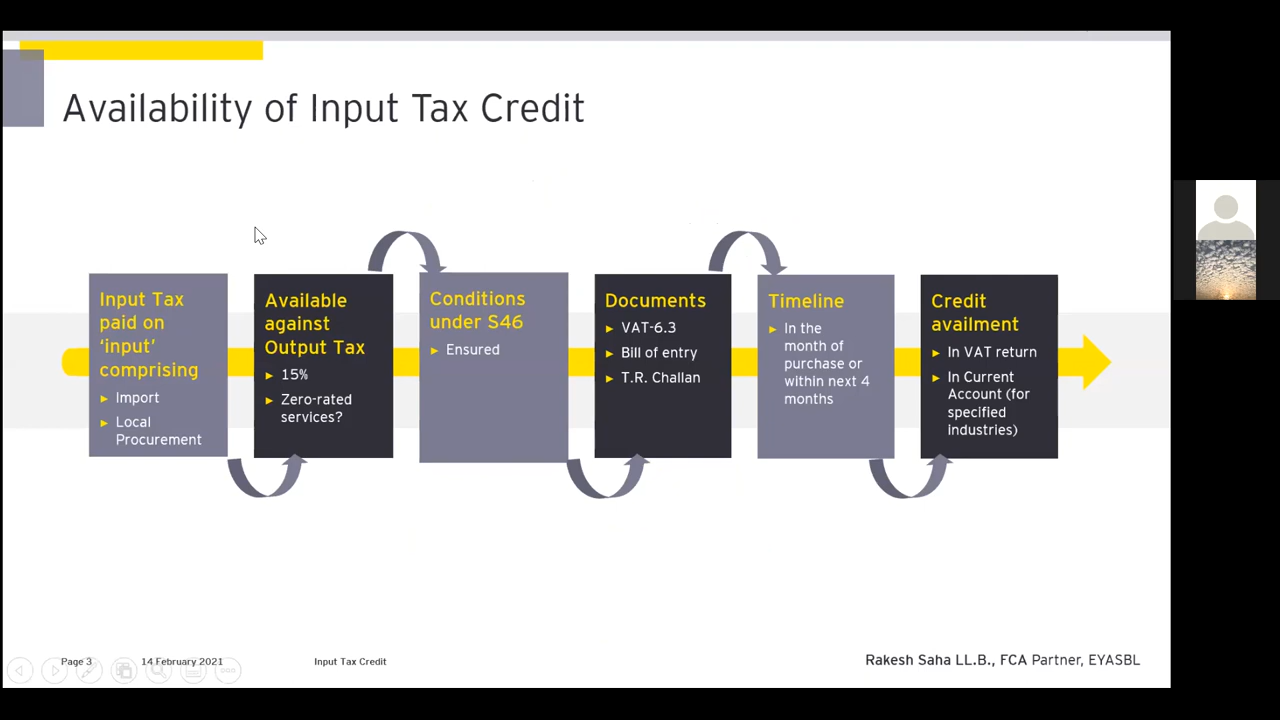 Availability of Input Tax Credit
Input Tax
paid on
‘input’
comprising
► Import
► Local
Procurement
Available
against
Output Tax
► 15%
► Zero-rated
services?
Conditions
under S46
► Ensured
Documents
► VAT-6.3
► Bill of entry
► T.R. Challan
Timeline
► In the
month of
purchase or
within next 4
months
Credit
availment
► In VAT return
► In Current
Account (for
specified
industries)
Page 3
14 February 2021
Input Tax Credit
Rakesh Saha LL.B., FCA Partner, EYASBL